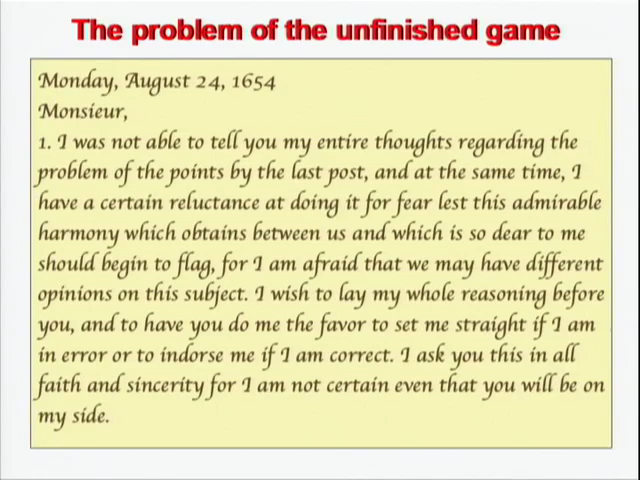 The problem of the unfinished game
Monday, August 24, 1654
Monsieur,
1. I was not able to tell you my entire thoughts regarding the
problem of the points by the last post, and at the same time, I
have a certain reluctance at doing it for fear lest this admirable
harmony which obtains between us and which is so dear to me
should begin to flag, for I am afraid that we may have different
opinions on this subject. I wish to lay my whole reasoning before
you, and to have you do me the favor to set me straight if I am
in error or to indorse me if I am correct. I ask you this in all
faith and sincerity for I am not certain even that you will be on
my side.